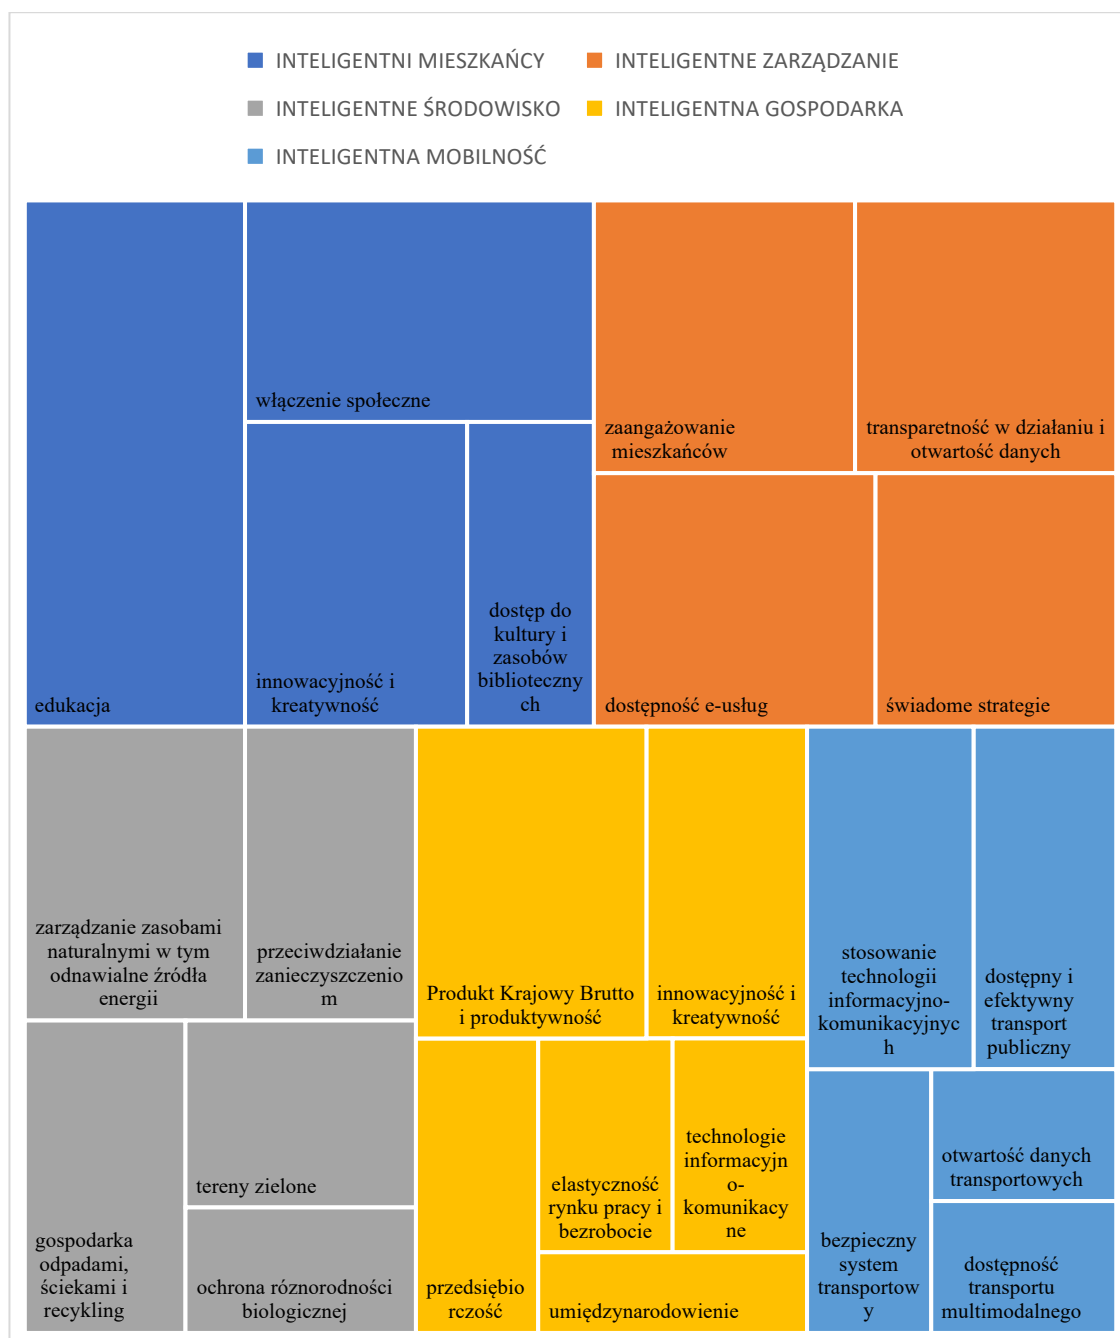 INTELIGENTNI MIESZKAŃCY
INTELIGENTNE ZARZĄDZANIE
INTELIGENTNE ŚRODOWISKO
INTELIGENTNA GOSPODARKA
INTELIGENTNA MOBILNOŚĆ
edukacja
włączenie społeczne
innowacyjność i
kreatywność
dostęp do
kultury i
zasobów
biblioteczny
ch
zaangażowanie
mieszkańców
transparetność w działaniu i
otwartość danych
dostępność e-usług
świadome strategie
zarządzanie zasobami
naturalnymi w tym
odnawialne źródła
energii
przeciwdziałanie
zanieczyszczenio
m
gospodarka
odpadami,
ściekami i
recykling
tereny zielone
ochrona róznorodności
biologicznej
Produkt Krajowy Brutto
i produktywność
innowacyjność i
kreatywność
przedsiębio
rczość
elastyczność
rynku pracy i
bezrobocie
technologie
informacyjn
o-
komunikacy
jne
umiędzynarodowienie
stosowanie
technologii
informacyjno-
komunikacyjnyc
h
dostępny i
efektywny
transport
publiczny
bezpieczny
system
transportow
y
otwartość danych
transportowych
dostępność
transportu
multimodalnego